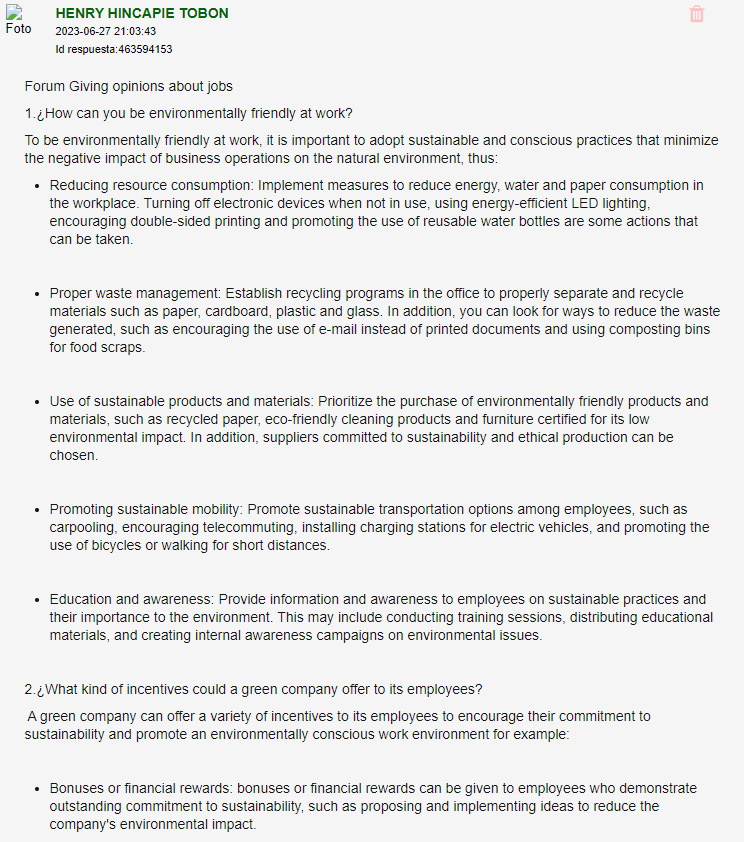 HENRY HINCAPIE TOBON
Foto
2023-06-27 21:03:43
Id respuesta:463594153
Forum Giving opinions about jobs
1.¿How can you be environmentally friendly at work?
To be environmentally friendly at work, it is important to adopt sustainable and conscious practices that minimize
the negative impact of business operations on the natural environment, thus:
• Reducing resource consumption: Implement measures to reduce energy, water and paper consumption in
the workplace. Turning off electronic devices when not in use, using energy-efficient LED lighting,
encouraging double-sided printing and promoting the use of reusable water bottles are some actions that
can be taken.
• Proper waste management: Establish recycling programs in the office to properly separate and recycle
materials such as paper, cardboard, plastic and glass. In addition, you can look for ways to reduce the waste
generated, such as encouraging the use of e-mail instead of printed documents and using composting bins
for food scraps.
• Use of sustainable products and materials: Prioritize the purchase of environmentally friendly products and
materials, such as recycled paper, eco-friendly cleaning products and furniture certified for its low
environmental impact. In addition, suppliers committed to sustainability and ethical production can be
chosen.
• Promoting sustainable mobility: Promote sustainable transportation options among employees, such as
carpooling, encouraging telecommuting, installing charging stations for electric vehicles, and promoting the
use of bicycles or walking for short distances.
• Education and awareness: Provide information and awareness to employees on sustainable practices and
their importance to the environment. This may include conducting training sessions, distributing educational
materials, and creating internal awareness campaigns on environmental issues.
2.¿What kind of incentives could a green company offer to its employees?
A green company can offer a variety of incentives to its employees to encourage their commitment to
sustainability and promote an environmentally conscious work environment for example:
• Bonuses or financial rewards: bonuses or financial rewards can be given to employees who demonstrate
outstanding commitment to sustainability, such as proposing and implementing ideas to reduce the
company's environmental impact.